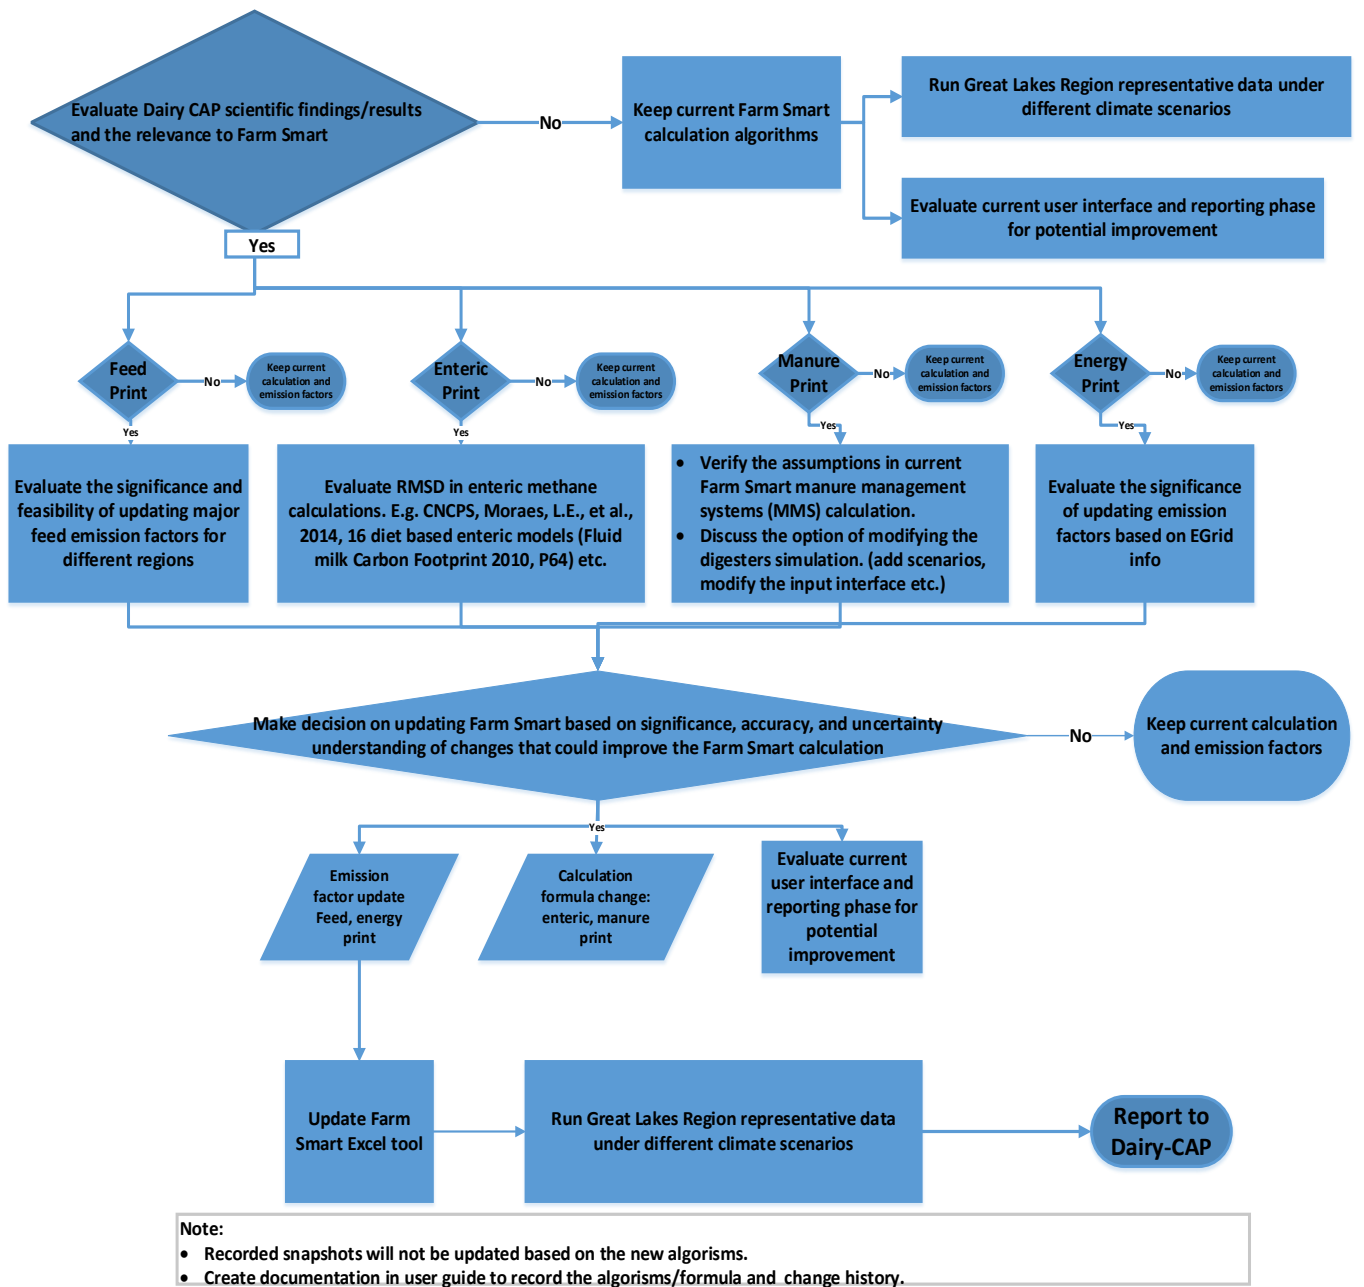 Evaluate Dairy CAP scientific findings/results
and the relevance to Farm Smart
No
Keep current Farm Smart
calculation algorithms
Run Great Lakes Region representative data under
different climate scenarios
Evaluate current user interface and reporting phase
for potential improvement
Yes
Feed
Print
No
Keep current
calculation and
emission factors
Enteric
Print
No
Keep current
calculation and
emission factors
Manure
Print
No
Keep current
calculation and
emission factors
Energy
Print
No
Keep current
calculation and
emission factors
Yes
Yes
Yes
Yes
Evaluate the significance and
feasibility of updating major
feed emission factors for
different regions
Evaluate RMSD in enteric methane
calculations. E.g. CNCPS, Moraes, L.E., et al.,
2014, 16 diet based enteric models (Fluid
milk Carbon Footprint 2010, P64) etc.
• Verify the assumptions in current
Farm Smart manure management
systems (MMS) calculation.
• Discuss the option of modifying the
digesters simulation. (add scenarios,
modify the input interface etc.)
Evaluate the significance
of updating emission
factors based on EGrid
info
Make decision on updating Farm Smart based on significance, accuracy, and uncertainty
understanding of changes that could improve the Farm Smart calculation
No
Keep current calculation
and emission factors
Yes
Emission
factor update
Feed, energy
print
Calculation
formula change:
enteric, manure
print
Evaluate current
user interface and
reporting phase for
potential
improvement
Update Farm
Smart Excel tool
Run Great Lakes Region representative data
under different climate scenarios
Report to
Dairy-CAP
Note:
• Recorded snapshots will not be updated based on the new algorisms.
• Create documentation in user guide to record the algorisms/formula and change history.